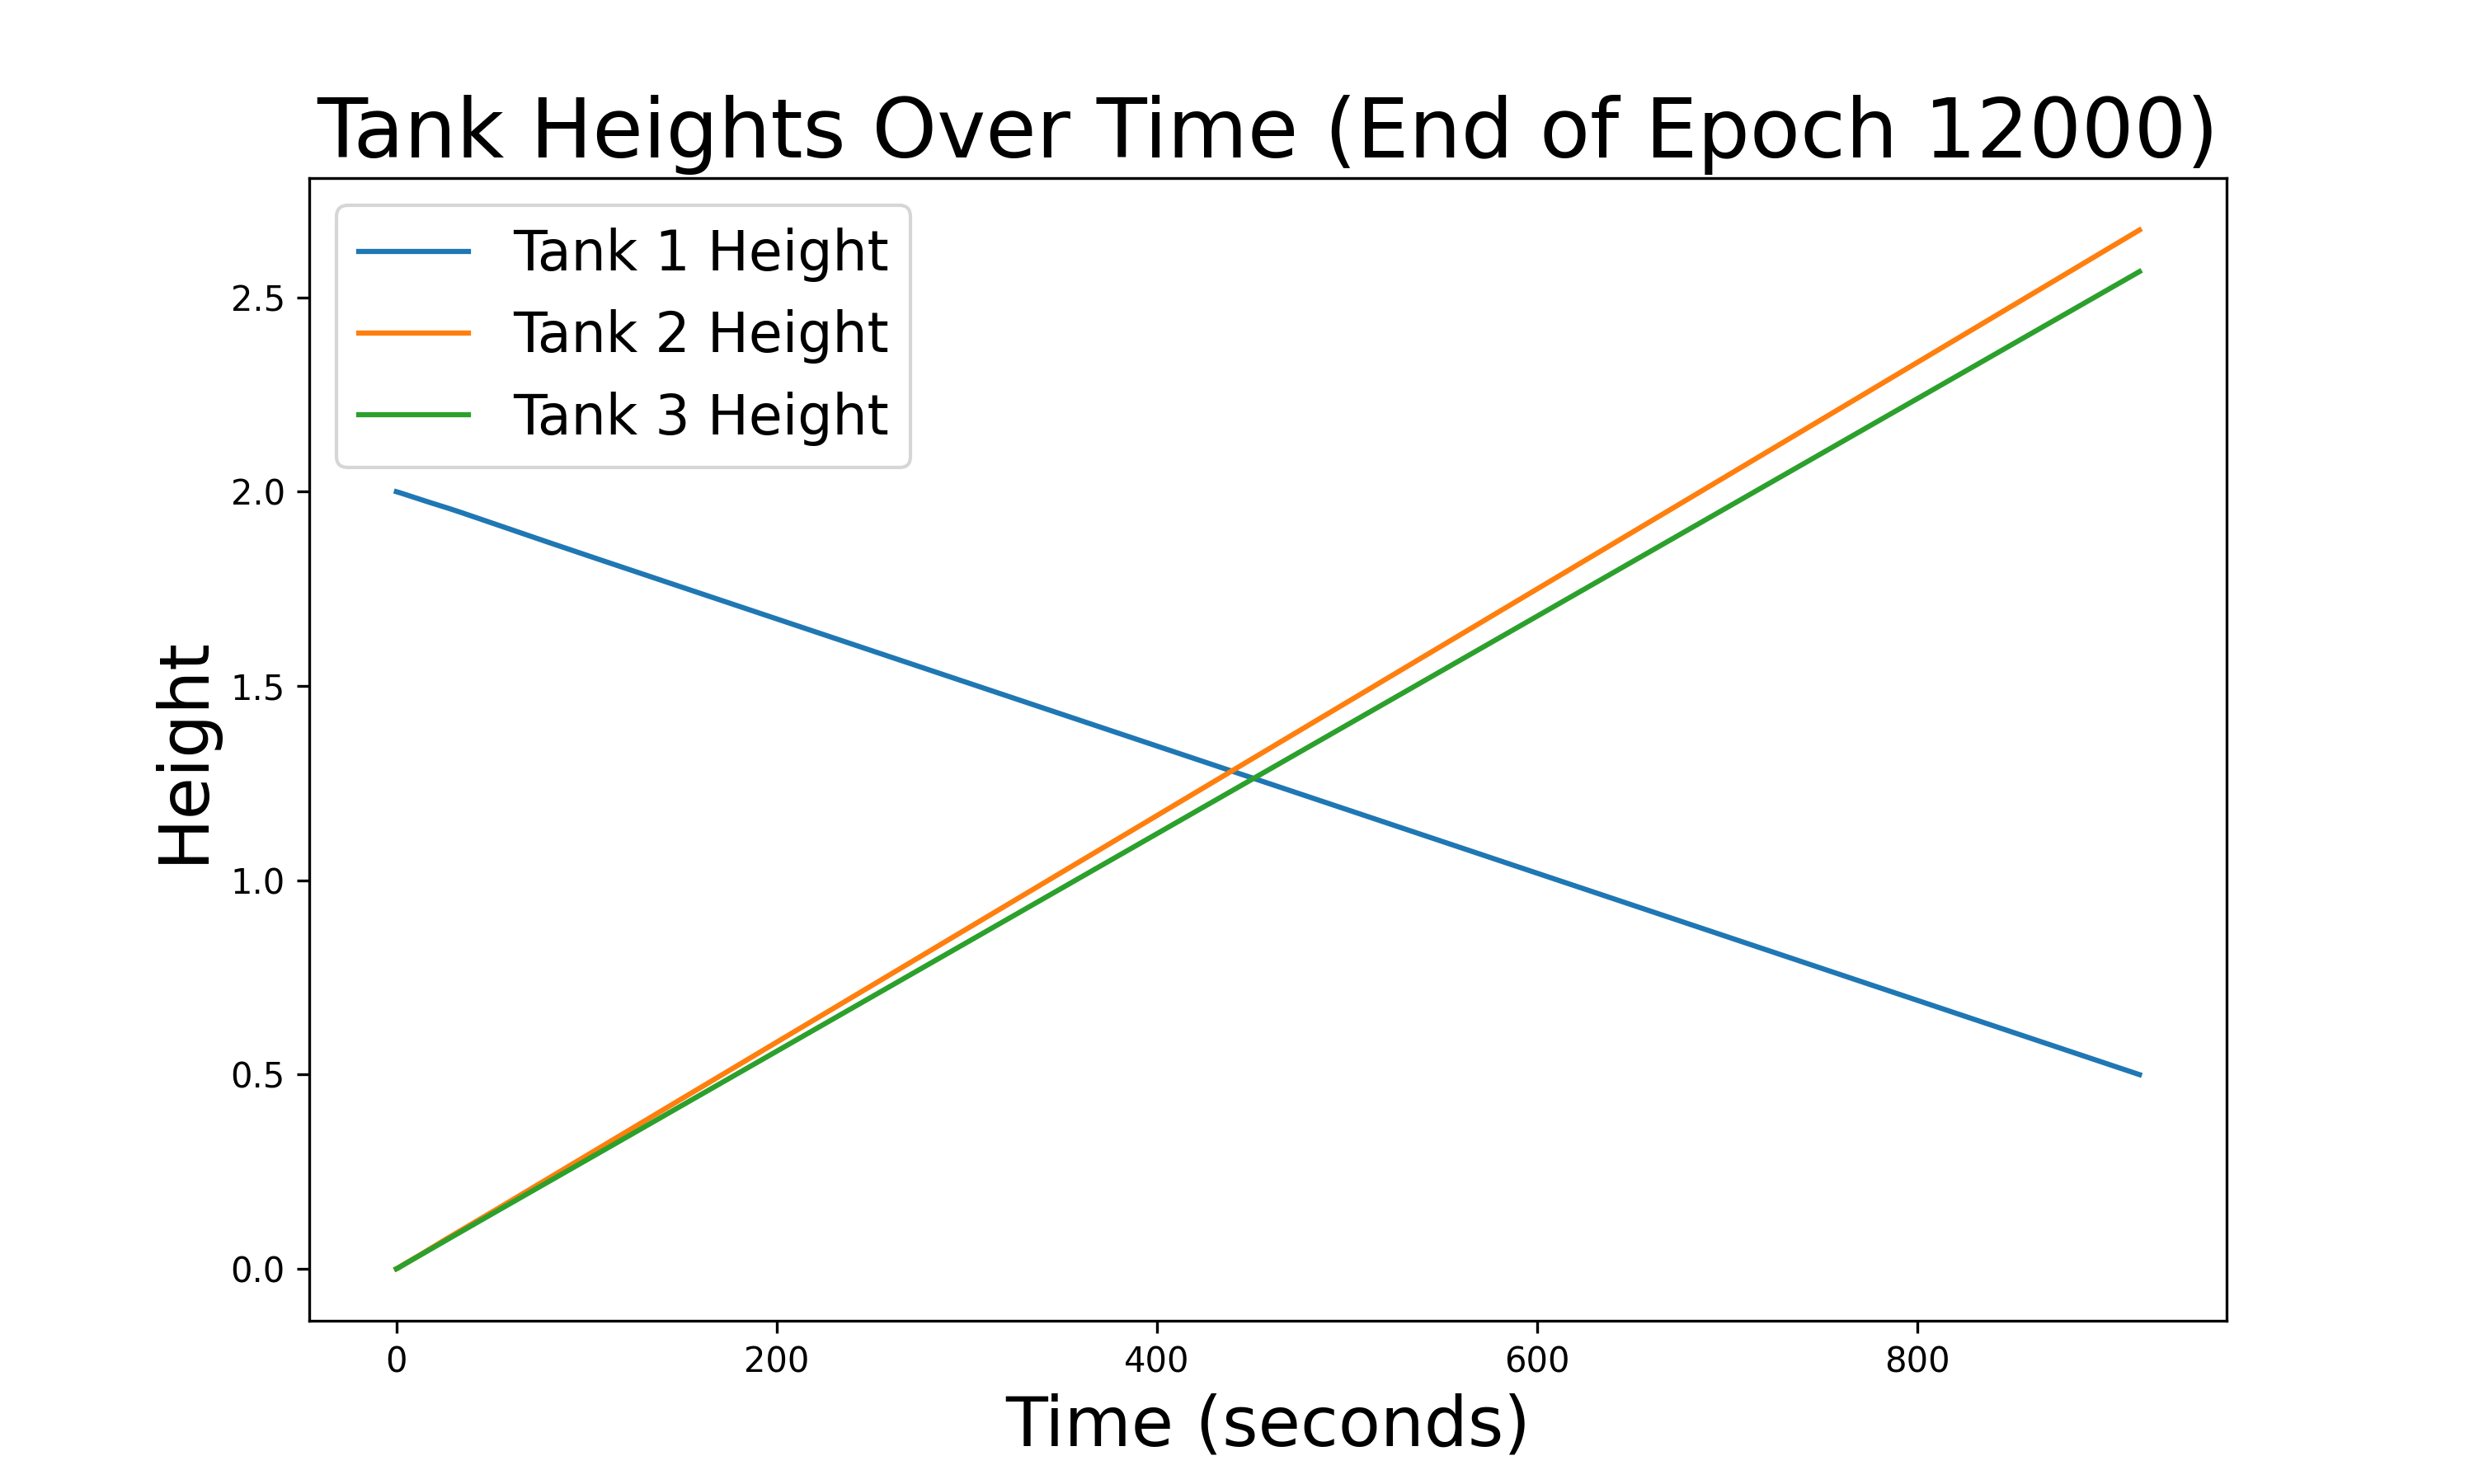 Tank Heights Over Time (End of Epoch 12000)
Tank 1 Height
Tank 2 Height
Tank 3 Height
Height
2.5
2.0
1.5
1.0
0.5
0.0
0 200 400 600 800
Time (seconds)